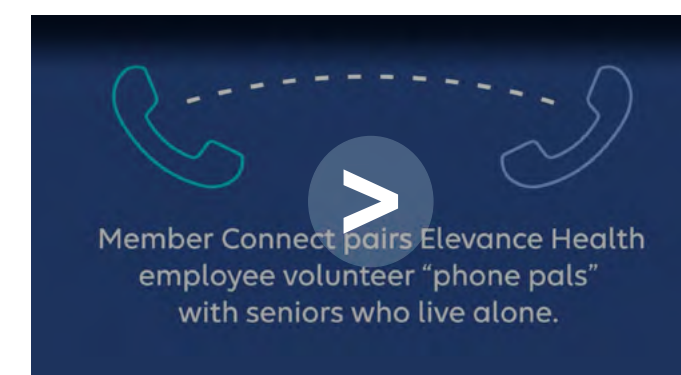 Member Connect pairs Elevance Health
employee volunteer “phone pals”
with seniors who live alone.